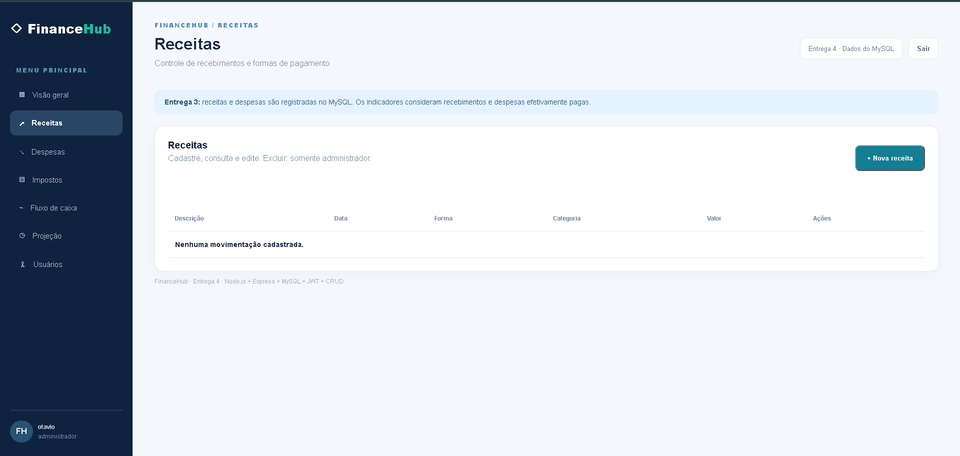 FinanceHub
MENU PRINCIPAL
Visão geral
Receitas
Despesas
Impostos
Fluxo de caixa
Projeção
Usuários
FH
otavio
administrador
FINANCEHUB / RECEITAS
Receitas
Controle de recebimentos e formas de pagamento
Entrega 4 · Dados do MySQL
Sair
Entrega 3: receitas e despesas são registradas no MySQL. Os indicadores consideram recebimentos e despesas efetivamente pagas.
Receitas
Cadastre, consulte e edite. Excluir: somente administrador.
+ Nova receita
Descrição Data Forma Categoria Valor Ações
Nenhuma movimentação cadastrada.
FinanceHub · Entrega 4 · Node.js + Express + MySQL + JWT + CRUD